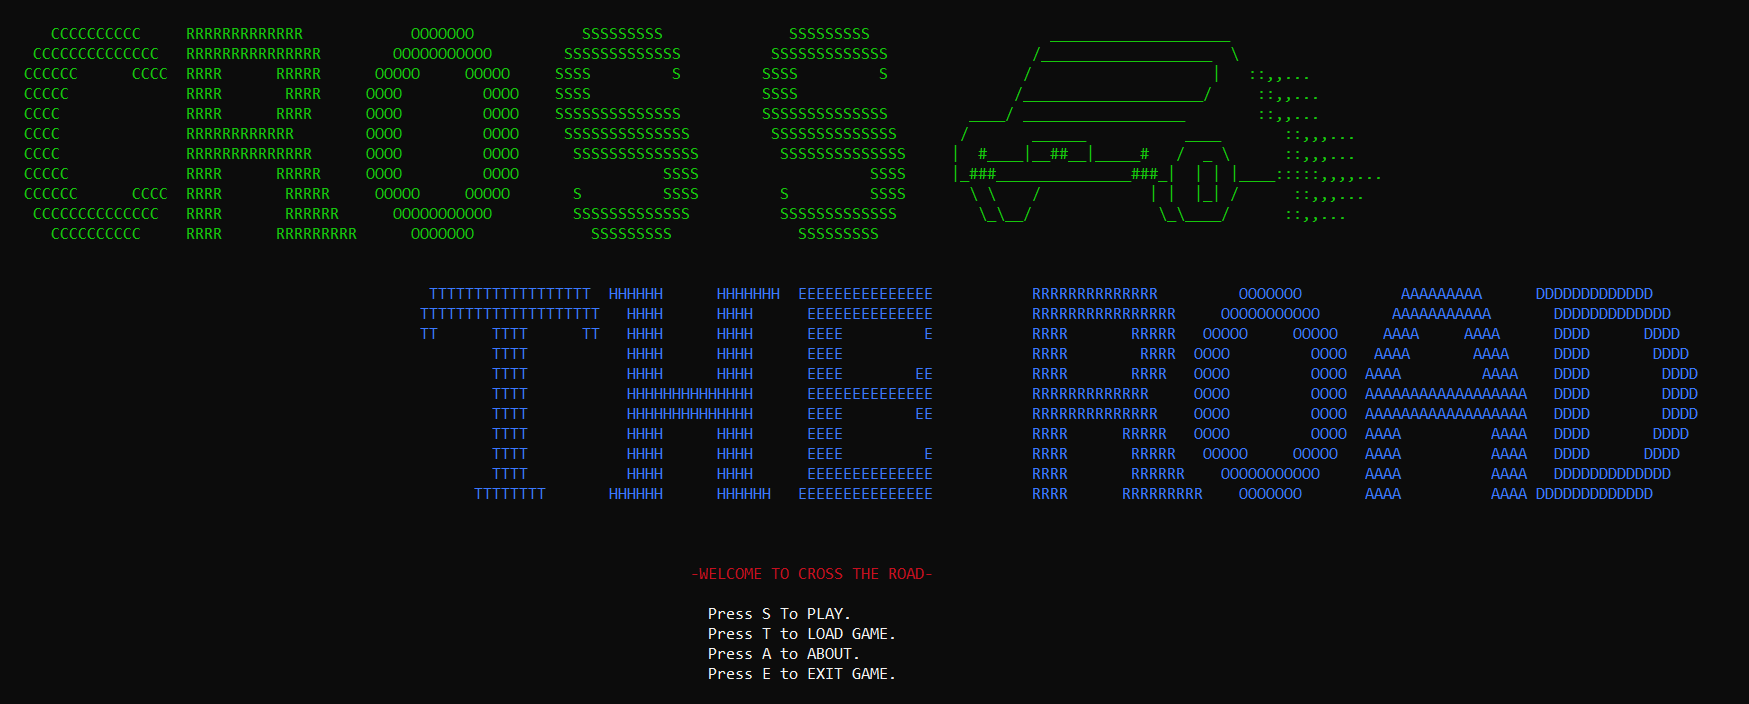 CROSS
THE ROAD
-WELCOME TO CROSS THE ROAD-
Press S To PLAY.
Press T to LOAD GAME.
Press A to ABOUT.
Press E to EXIT GAME.